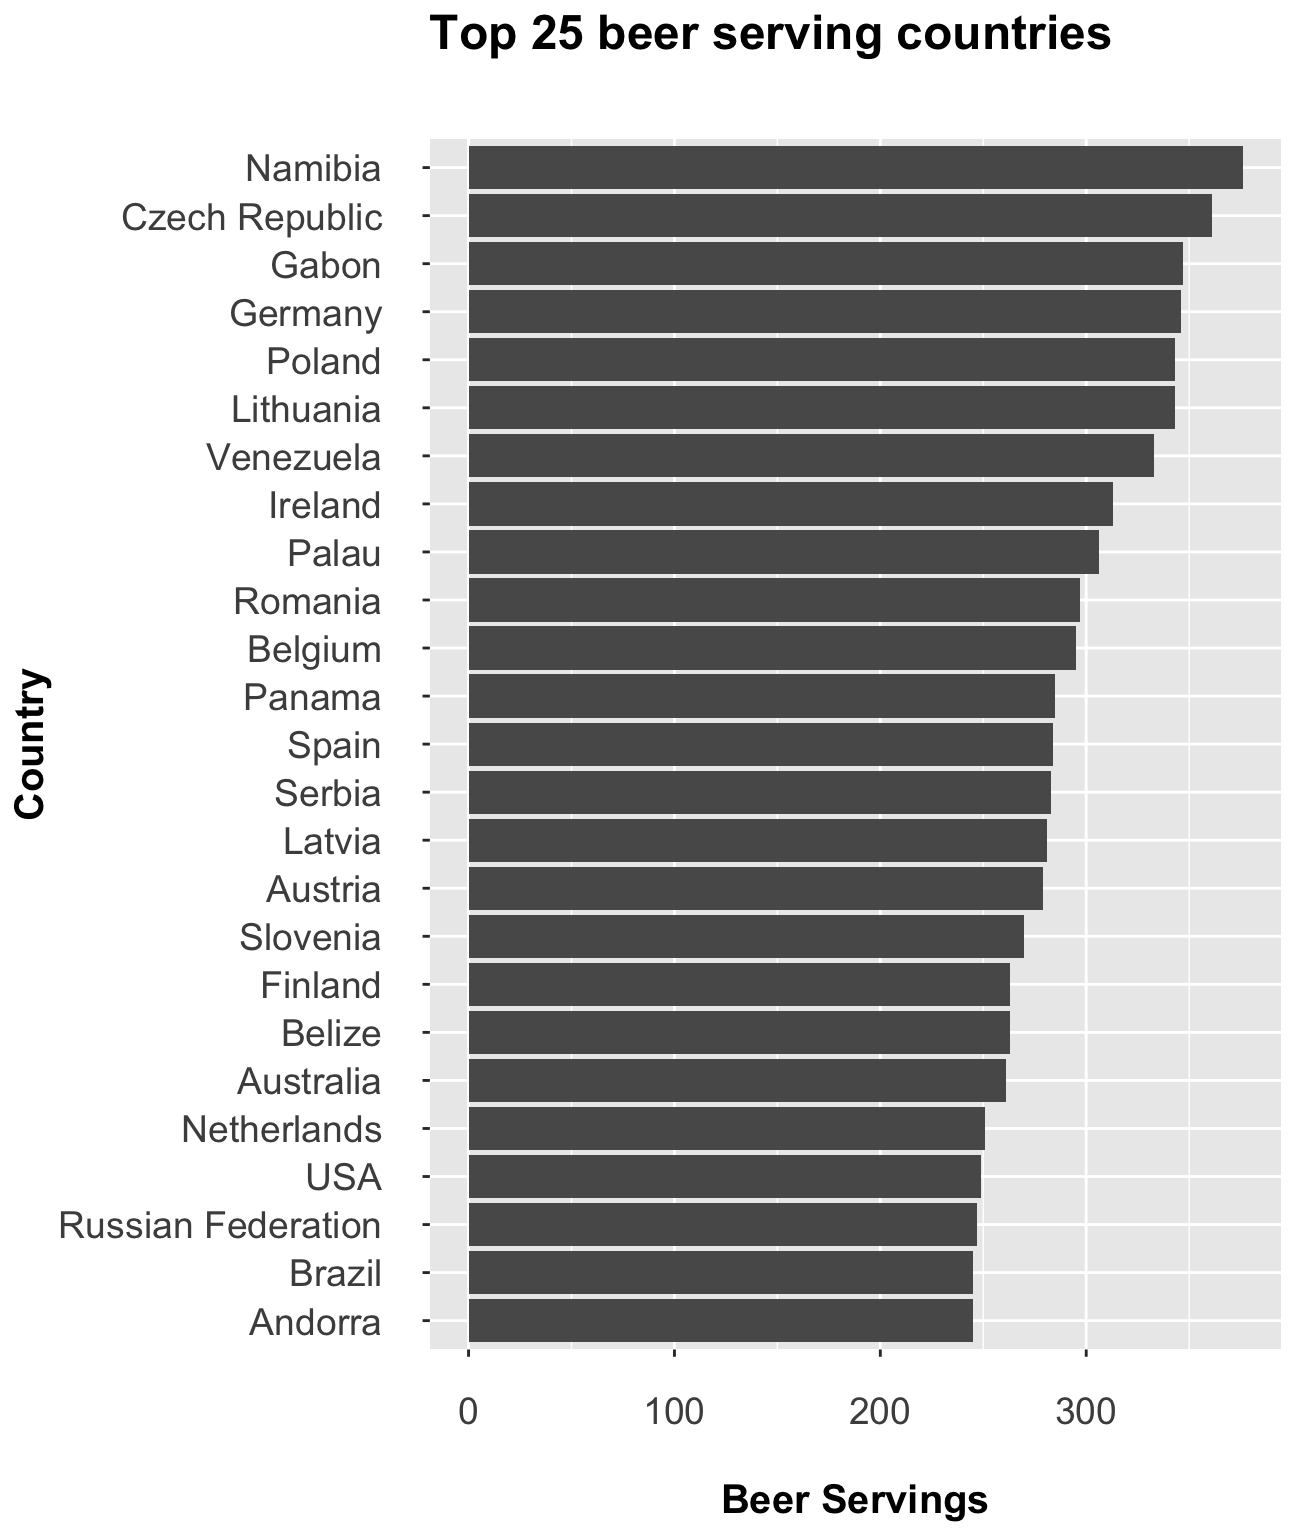 Top 25 beer serving countries
Namibia
Czech Republic
Gabon
Germany
Poland
Lithuania
Venezuela
Ireland
Palau
Romania
Belgium
Panama
Spain
Serbia
Latvia
Austria
Slovenia
Finland
Belize
Australia
Netherlands
USA
Russian Federation
Brazil
Andorra
Country
0 100 200 300
Beer Servings